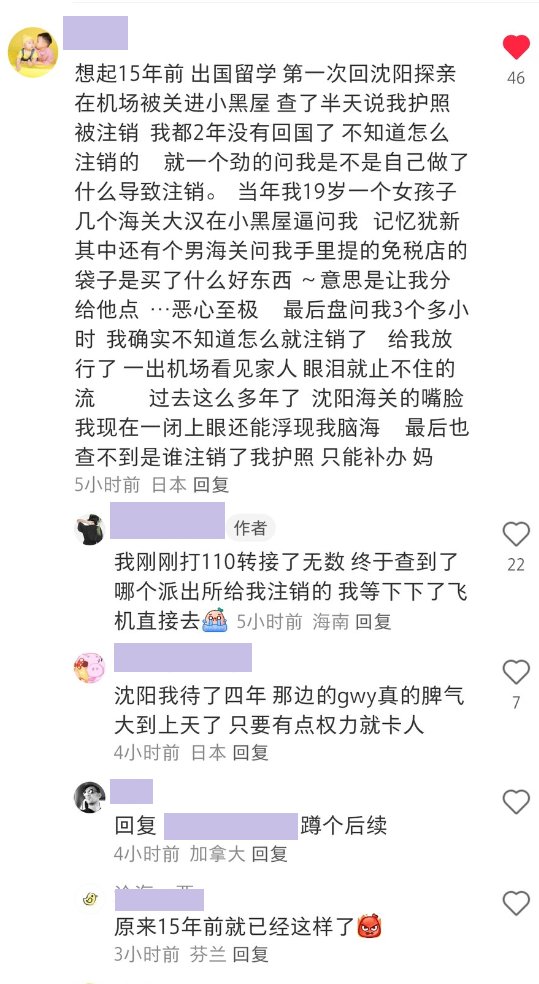 想起15年前 出国留学 第一次回沈阳探亲
在机场被关进小黑屋 查了半天说我护照
被注销 我都2年没有回国了 不知道怎么
注销的 就一个劲的问我是不是自己做了
什么导致注销。 当年我19岁一个女孩子
几个海关大汉在小黑屋逼问我 记忆犹新
其中还有个男海关问我手里提的免税店的
袋子是买了什么好东西 ～意思是让我分
给他点 …恶心至极 最后盘问我3个多小
时 我确实不知道怎么就注销了 给我放
行了 一出机场看见家人 眼泪就止不住的
流 过去这么多年了 沈阳海关的嘴脸
我现在一闭上眼还能浮现我脑海 最后也
查不到是谁注销了我护照 只能补办 妈
5小时前 日本 回复
46
作者
我刚刚打110转接了无数 终于查到了
哪个派出所给我注销的 我等下下了飞
机直接去 5小时前 海南 回复
22
沈阳我待了四年 那边的gwy真的脾气
大到上天了 只要有点权力就卡人
4小时前 日本 回复
7
回复 蹲个后续
4小时前 加拿大 回复
原来15年前就已经这样了
3小时前 芬兰 回复